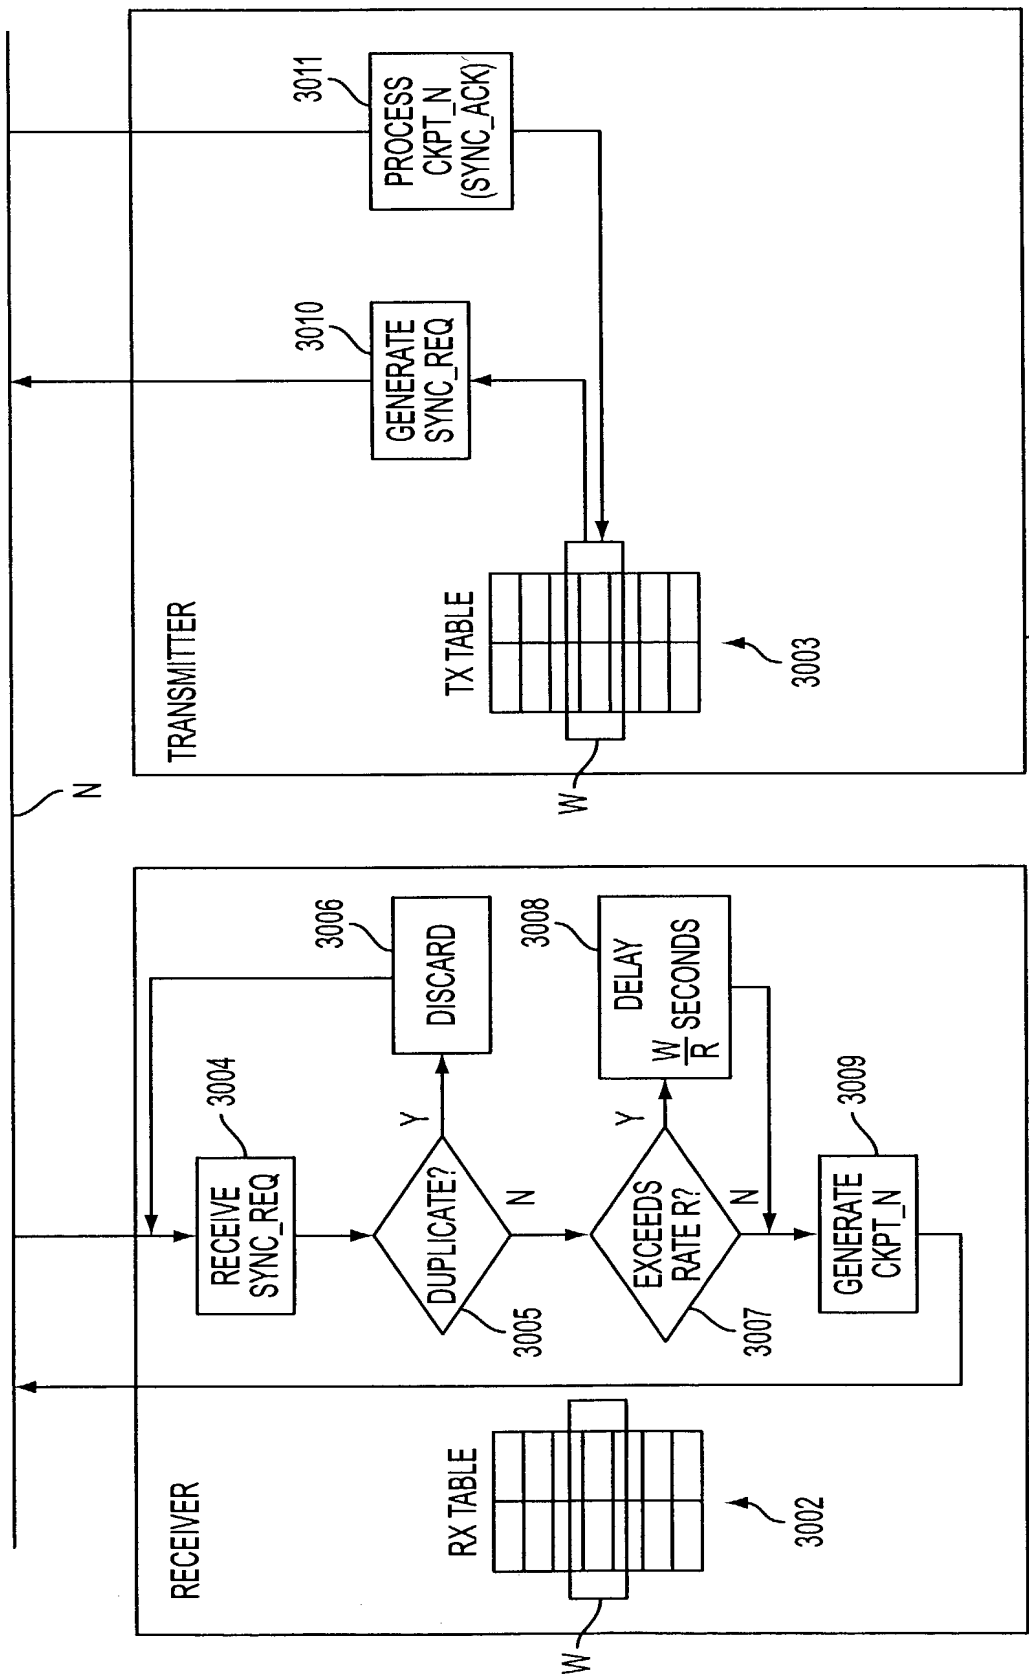 RECEIVER
RX TABLE
W
3002
RECEIVE
SYNC_REQ
3004
DUPLICATE?
3005
Y
N
DISCARD
3006
EXCEEDS
RATE R?
3007
Y
N
DELAY
W
R
SECONDS
3008
GENERATE
CKPT_N
3009
N
TRANSMITTER
TX TABLE
W
3003
GENERATE
SYNC_REQ
3010
PROCESS
CKPT_N
(SYNC_ACK)
3011